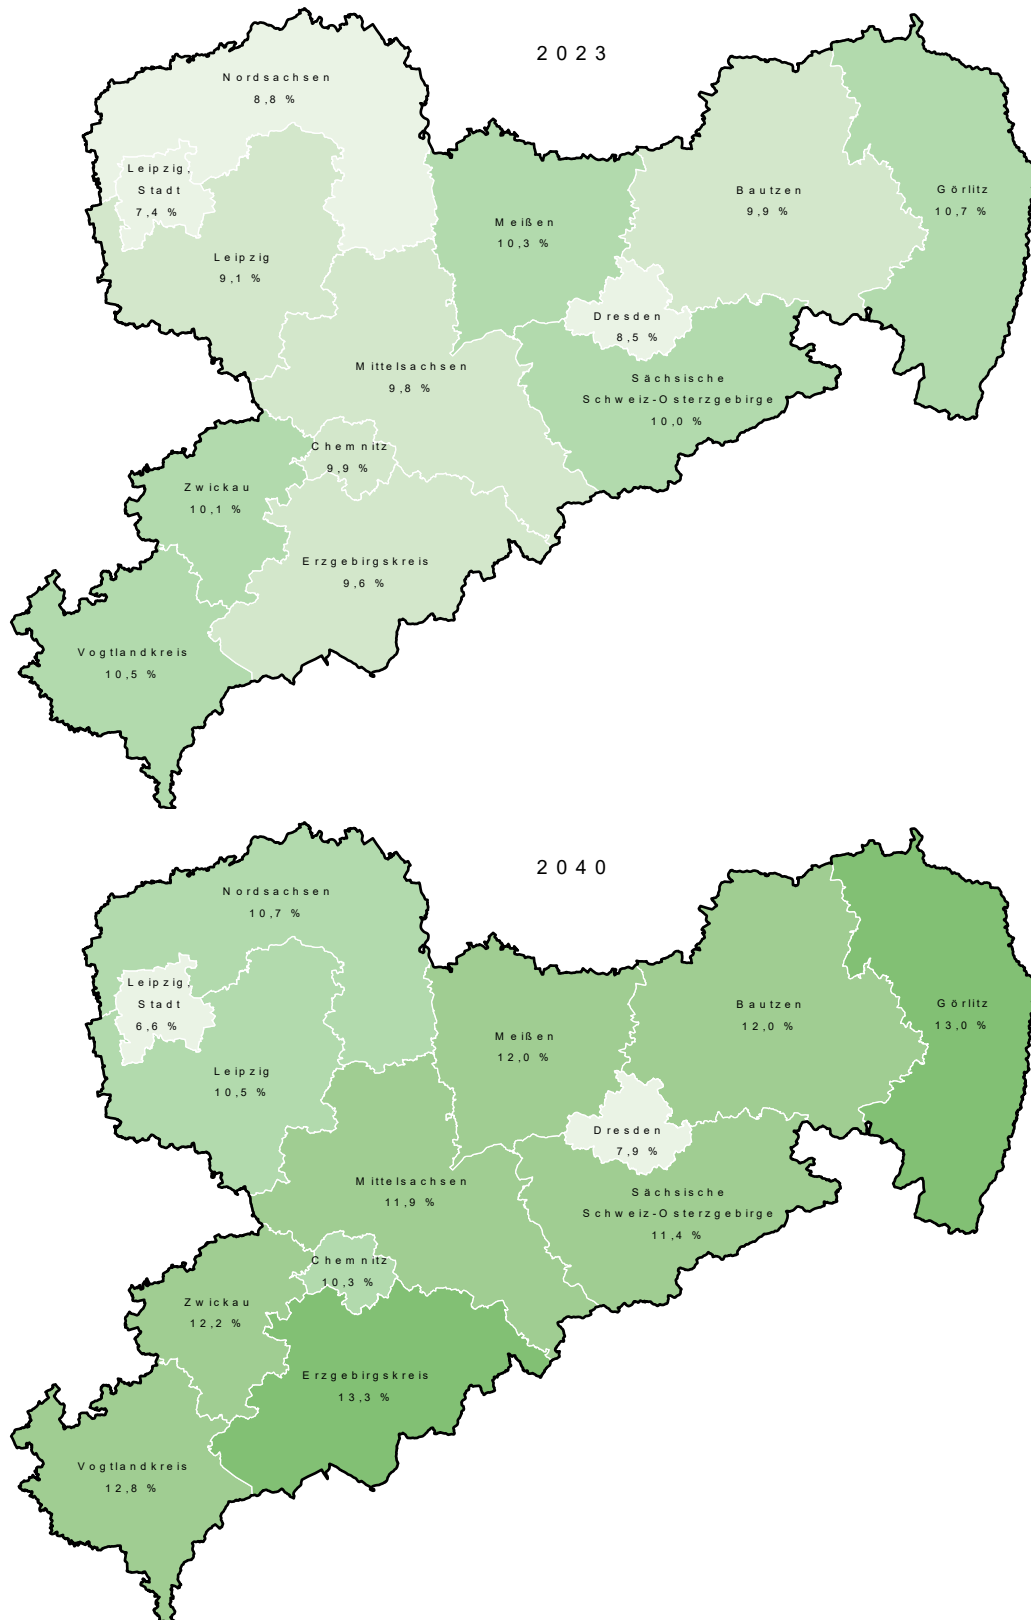 2023
Nordsachsen
8,8 %
Leipzig,
Stadt
7,4 %
Leipzig
9,1 %
Meißen
10,3 %
Bautzen
9,9 %
Görlitz
10,7 %
Dresden
8,5 %
Mittelsachsen
9,8 %
Sächsische
Schweiz-Osterzgebirge
10,0 %
Chemnitz
9,9 %
Zwickau
10,1 %
Erzgebirgskreis
9,6 %
Vogtlandkreis
10,5 %
2040
Nordsachsen
10,7 %
Leipzig,
Stadt
6,6 %
Leipzig
10,5 %
Meißen
12,0 %
Bautzen
12,0 %
Görlitz
13,0 %
Dresden
7,9 %
Mittelsachsen
11,9 %
Sächsische
Schweiz-Osterzgebirge
11,4 %
Chemnitz
10,3 %
Zwickau
12,2 %
Erzgebirgskreis
13,3 %
Vogtlandkreis
12,8 %